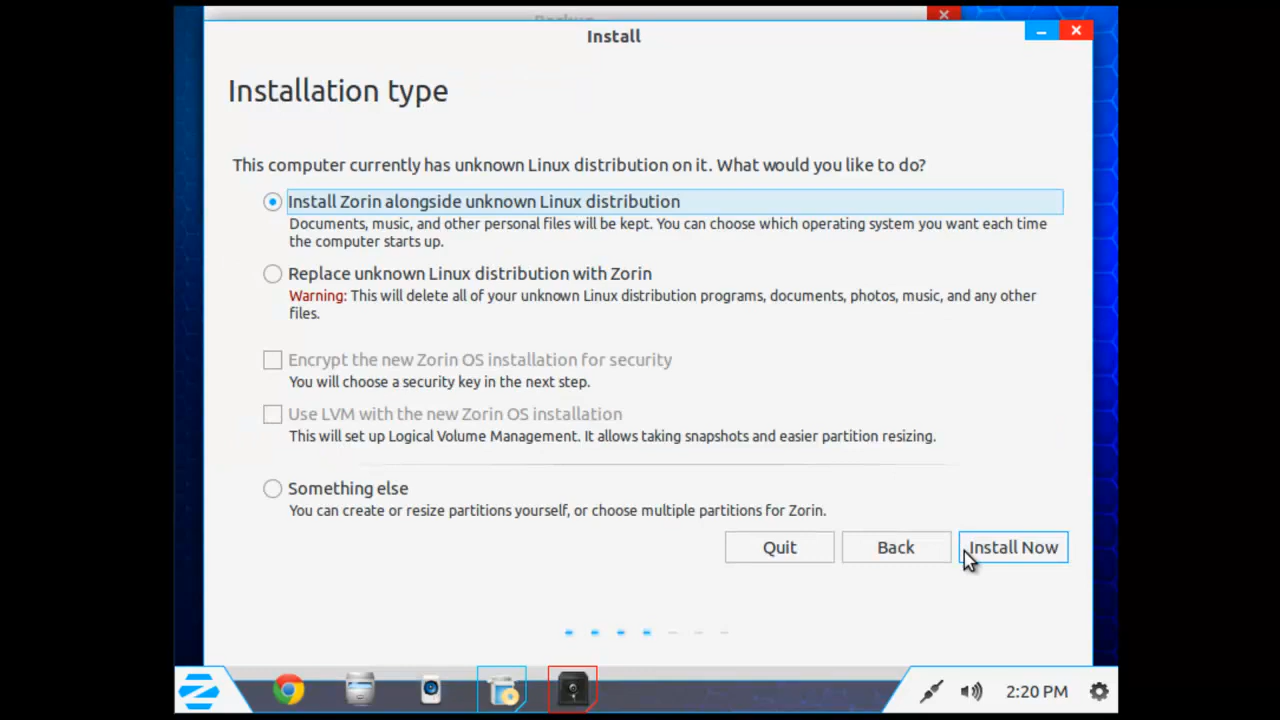 Backup
Install
Installation type
This computer currently has unknown Linux distribution on it. What would you like to do?
Install Zorin alongside unknown Linux distribution
Documents, music, and other personal files will be kept. You can choose which operating system you want each time
the computer starts up.
Replace unknown Linux distribution with Zorin
Warning: This will delete all of your unknown Linux distribution programs, documents, photos, music, and any other
files.
Encrypt the new Zorin OS installation for security
You will choose a security key in the next step.
Use LVM with the new Zorin OS installation
This will set up Logical Volume Management. It allows taking snapshots and easier partition resizing.
Something else
You can create or resize partitions yourself, or choose multiple partitions for Zorin.
Quit Back Install Now
2:20 PM